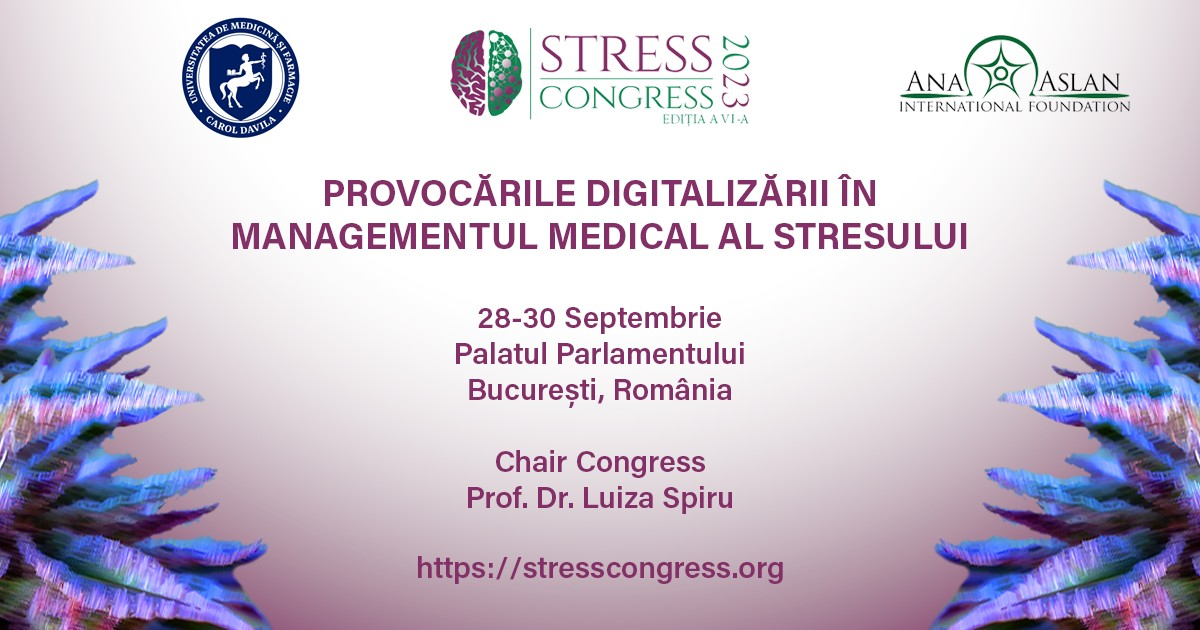 UNIVERSITATEA DE MEDICINĂ ȘI FARMACIE
CAROL DAVILA
STRESS
CONGRESS
2023
EDIȚIA A VI-A
ANA ASLAN
INTERNATIONAL FOUNDATION
PROVOCĂRILE DIGITALIZĂRII ÎN
MANAGEMENTUL MEDICAL AL STRESULUI
28-30 Septembrie
Palatul Parlamentului
București, România
Chair Congress
Prof. Dr. Luiza Spiru
https://stresscongress.org